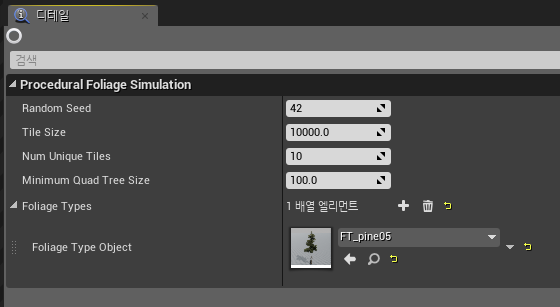 디테일
검색
Procedural Foliage Simulation
Random Seed 42
Tile Size 10000.0
Num Unique Tiles 10
Minimum Quad Tree Size 100.0
Foliage Types 1 배열 엘리먼트
Foliage Type Object FT_pine05